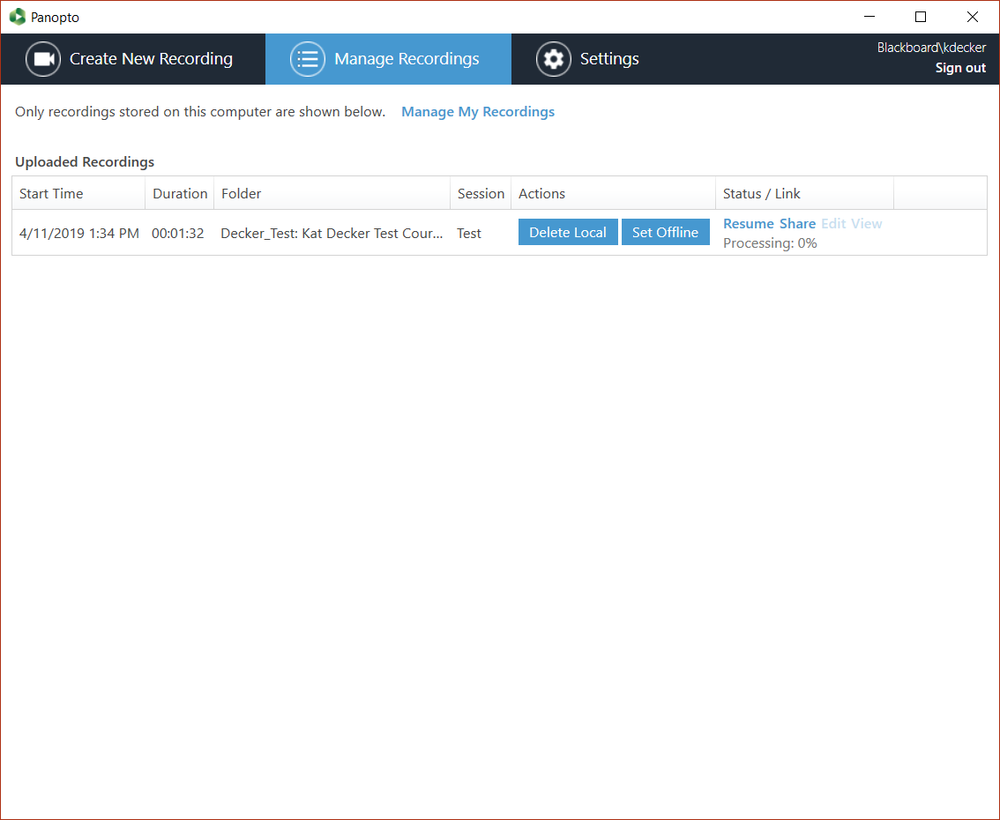 Panopto
Create New Recording
Manage Recordings
Settings
Blackboard\kdecker
Sign out
Only recordings stored on this computer are shown below. Manage My Recordings
Uploaded Recordings
Start Time Duration Folder Session Actions Status / Link
4/11/2019 1:34 PM 00:01:32 Decker_Test: Kat Decker Test Cour... Test Delete Local Set Offline Resume Share Edit View
Processing: 0%